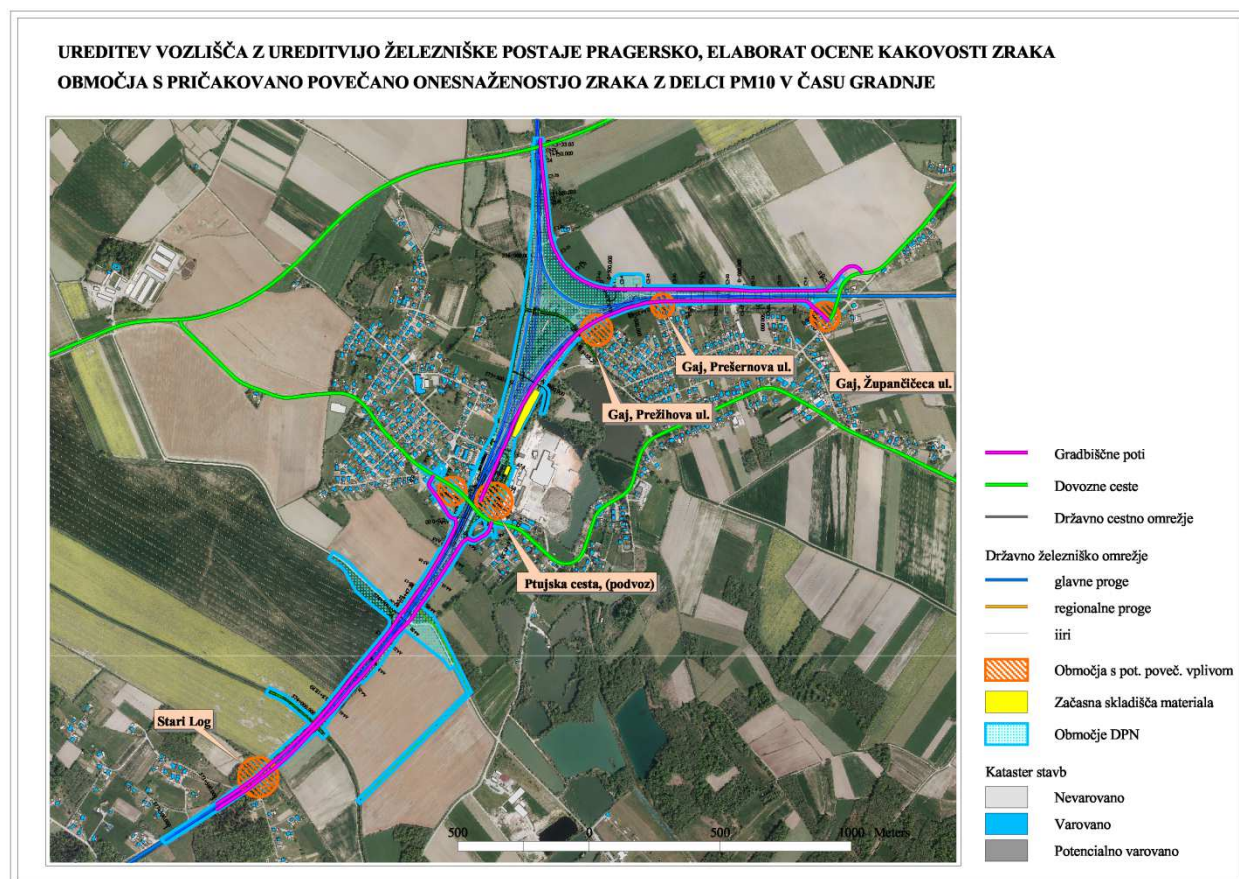 UREDITEV VOZLIŠČA Z UREDITVIJO ŽELEZNIŠKE POSTAJE PRAGERSKO, ELABORAT OCENE KAKOVOSTI ZRAKA
OBMOČJA S PRIČAKOVANO POVEČANO ONESNAŽENOSTJO ZRAKA Z DELCI PM10 V ČASU GRADNJE
Gaj, Prešernova ul.
Gaj, Župančičeca ul.
Gaj, Prežihova ul.
Ptujska cesta, (podvoz)
Stari Log
500 0 500 1000 Meters
Gradbiščne poti
Dovozne ceste
Državno cestno omrežje
Državno železniško omrežje
glavne proge
regionalne proge
iiri
Območja s pot. poveč. vplivom
Začasna skladišča materiala
Območje DPN
Kataster stavb
Nevarovano
Varovano
Potencialno varovano